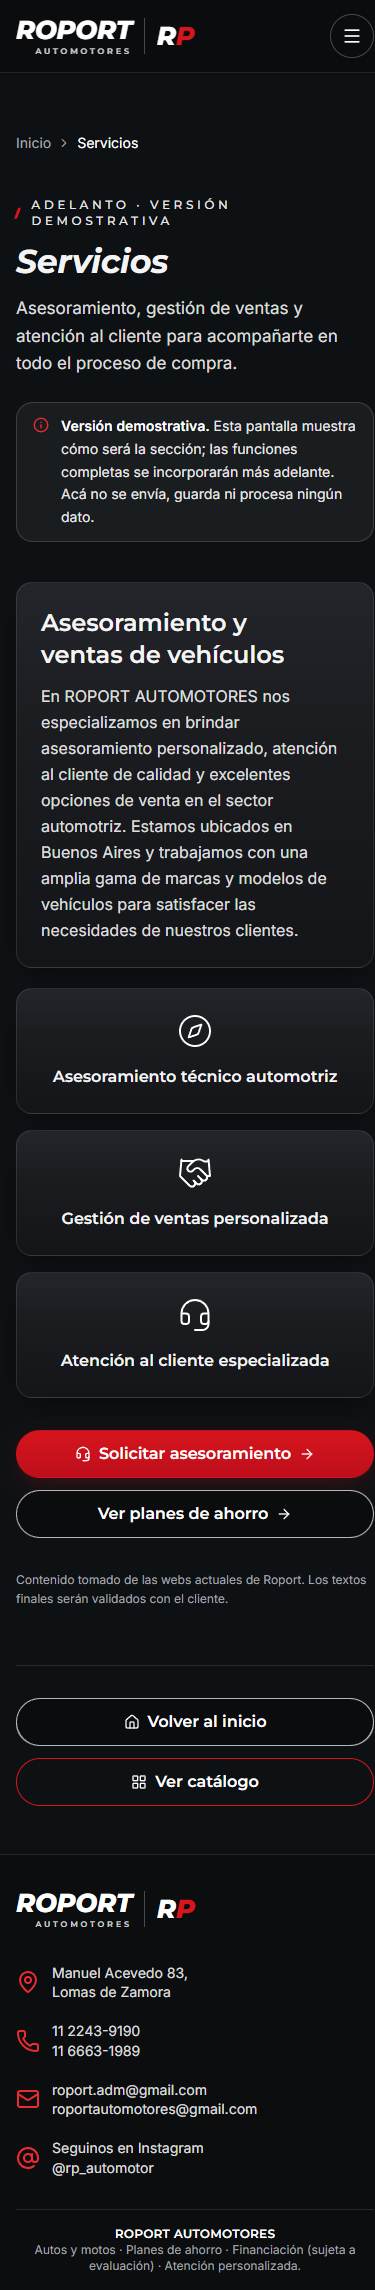 ROPORT
AUTOMOTORES
RP
Inicio > Servicios
ADELANTO · VERSIÓN
DEMOSTRATIVA
Servicios
Asesoramiento, gestión de ventas y
atención al cliente para acompañarte en
todo el proceso de compra.
Versión demostrativa. Esta pantalla muestra
cómo será la sección; las funciones
completas se incorporarán más adelante.
Acá no se envía, guarda ni procesa ningún
dato.
Asesoramiento y
ventas de vehículos
En ROPORT AUTOMOTORES nos
especializamos en brindar
asesoramiento personalizado, atención
al cliente de calidad y excelentes
opciones de venta en el sector
automotriz. Estamos ubicados en
Buenos Aires y trabajamos con una
amplia gama de marcas y modelos de
vehículos para satisfacer las
necesidades de nuestros clientes.
Asesoramiento técnico automotriz
Gestión de ventas personalizada
Atención al cliente especializada
Solicitar asesoramiento →
Ver planes de ahorro →
Contenido tomado de las webs actuales de Roport. Los textos
finales serán validados con el cliente.
Volver al inicio
Ver catálogo
ROPORT
AUTOMOTORES
RP
Manuel Acevedo 83,
Lomas de Zamora
11 2243-9190
11 6663-1989
roport.adm@gmail.com
roportautomotores@gmail.com
Seguinos en Instagram
@rp_automotor
ROPORT AUTOMOTORES
Autos y motos · Planes de ahorro · Financiación (sujeta a
evaluación) · Atención personalizada.